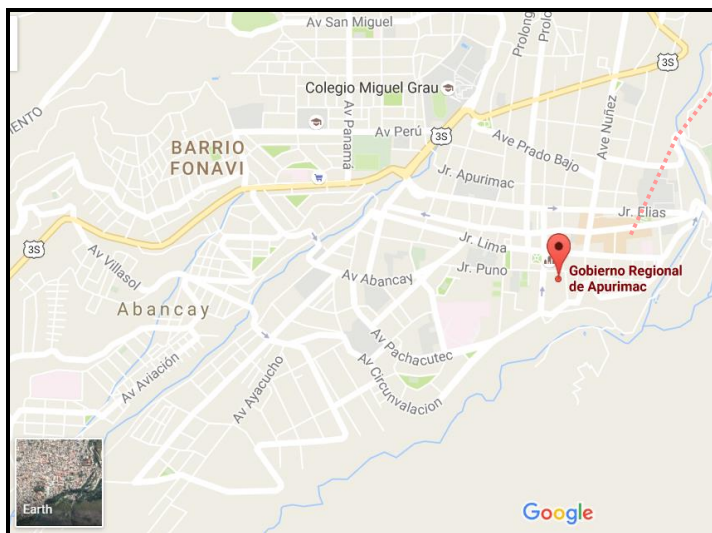 Av San Miguel
Prolong
Prolo
3S
Colegio Miguel Grau
Av Panamá
Ave Nuñez
IENTO
Av Perú
3S
Ave Prado Bajo
BARRIO
FONAVI
Jr. Apurimac
Jr. Elias
3S
Jr. Lima
Av Villasol
Av Abancay
Jr. Puno
Gobierno Regional
de Apurimac
Abancay
Av Pachacutec
Av Aviación
Av Ayacucho
Av Circunvalacion
Earth
Google